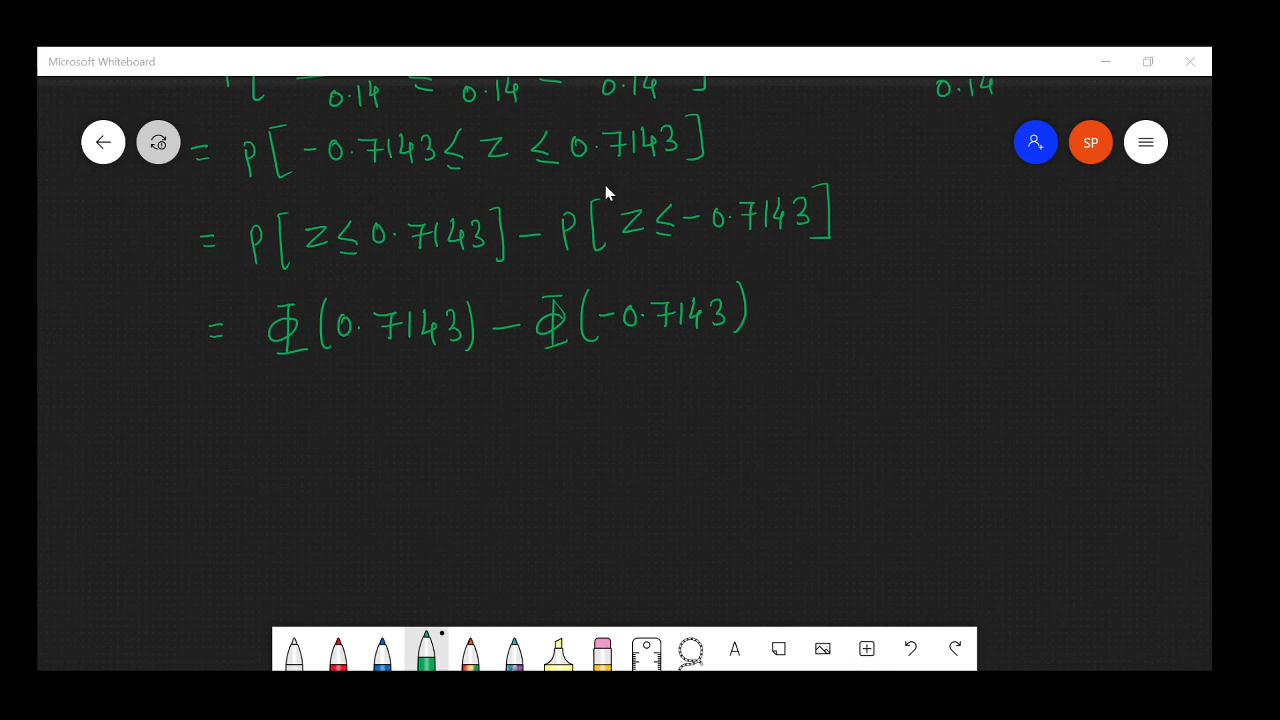 Microsoft Whiteboard
0.14 0.14 0.14 ] 0.14
= P[ -0.7143 ≤ z ≤ 0.7143 ]
SP
= P[ z ≤ 0.7143 ] - P[ z ≤ -0.7143 ]
= Φ(0.7143) - Φ(-0.7143)
A